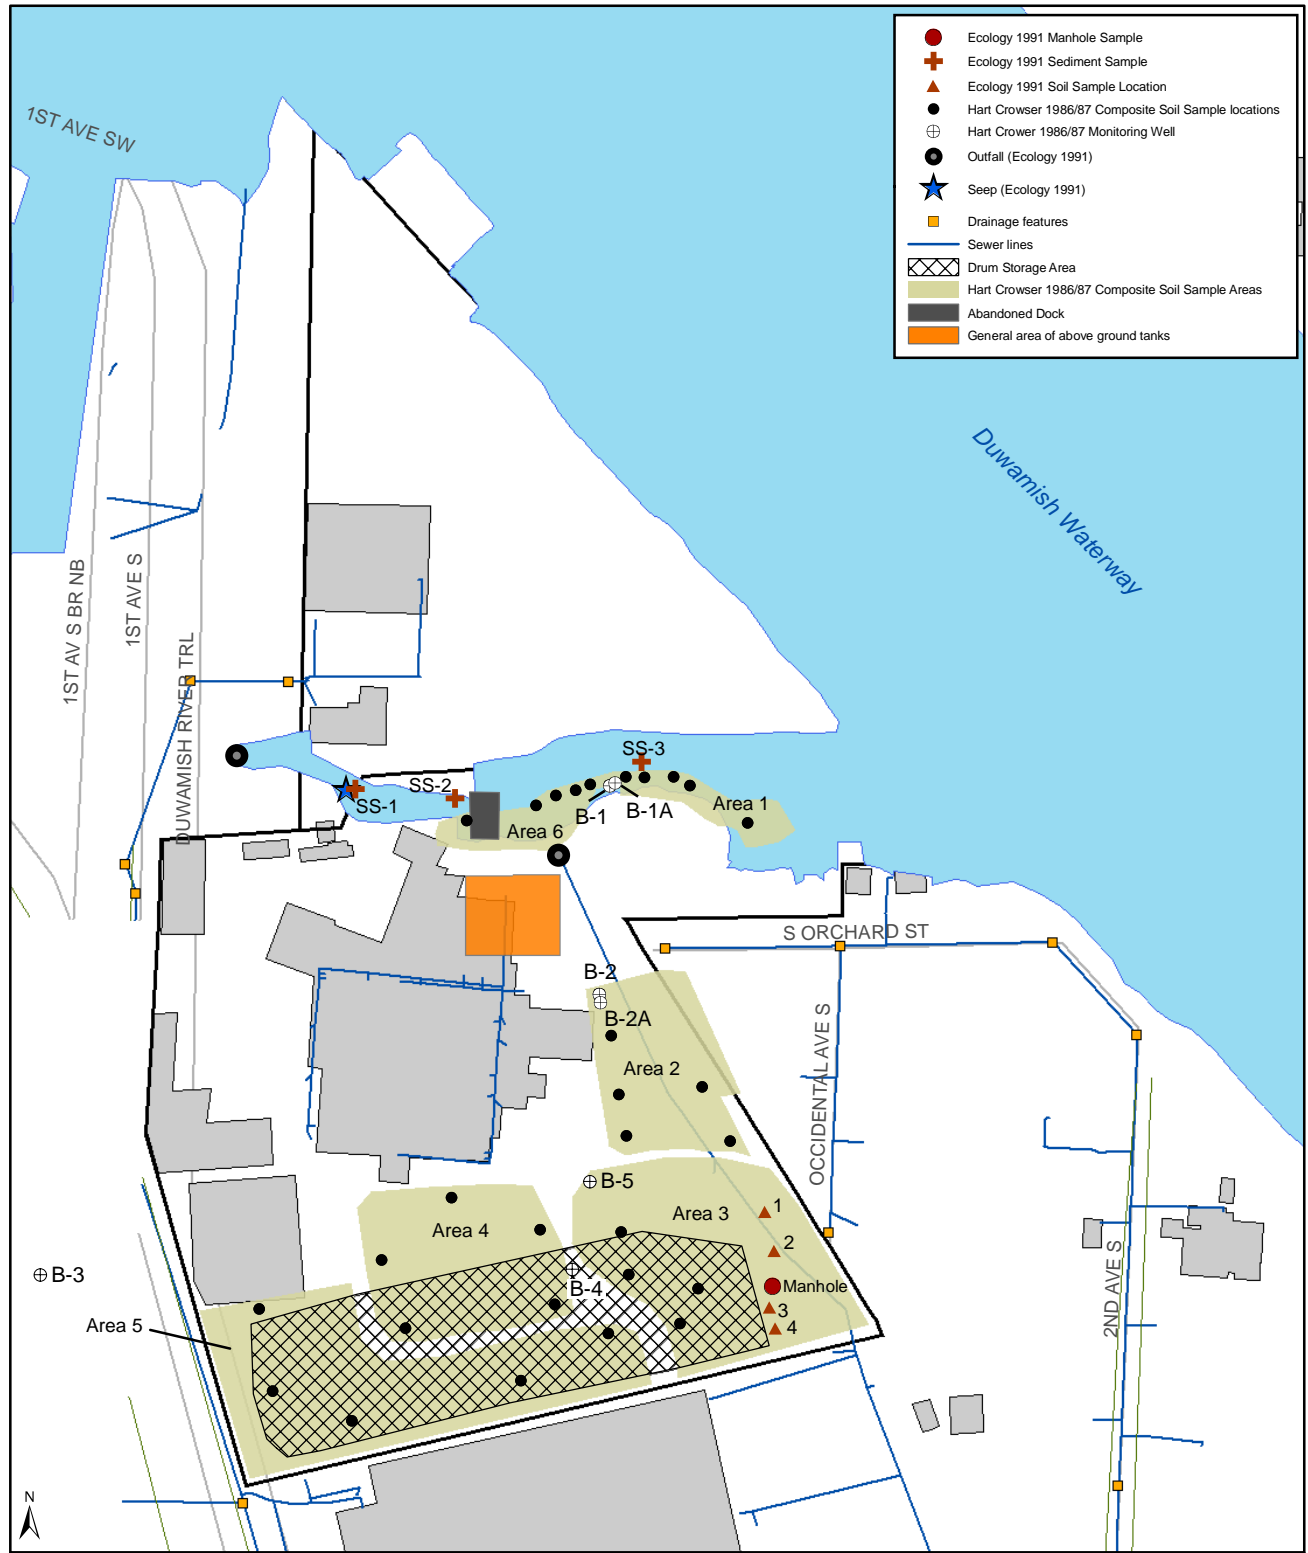 Ecology 1991 Manhole Sample
Ecology 1991 Sediment Sample
Ecology 1991 Soil Sample Location
Hart Crowser 1986/87 Composite Soil Sample locations
Hart Crower 1986/87 Monitoring Well
Outfall (Ecology 1991)
Seep (Ecology 1991)
Drainage features
Sewer lines
Drum Storage Area
Hart Crowser 1986/87 Composite Soil Sample Areas
Abandoned Dock
General area of above ground tanks
1ST AVE SW
Duwamish Waterway
1ST AV S BR NB
1ST AVE S
DUWAMISH RIVER TRL
SS-3
SS-2
SS-1
B-1
B-1A
Area 1
Area 6
S ORCHARD ST
B-2
B-2A
Area 2
OCCIDENTAL AVE S
B-5
Area 3
1
Area 4
2
B-3
B-4
Manhole
3
4
Area 5
2ND AVE S
N